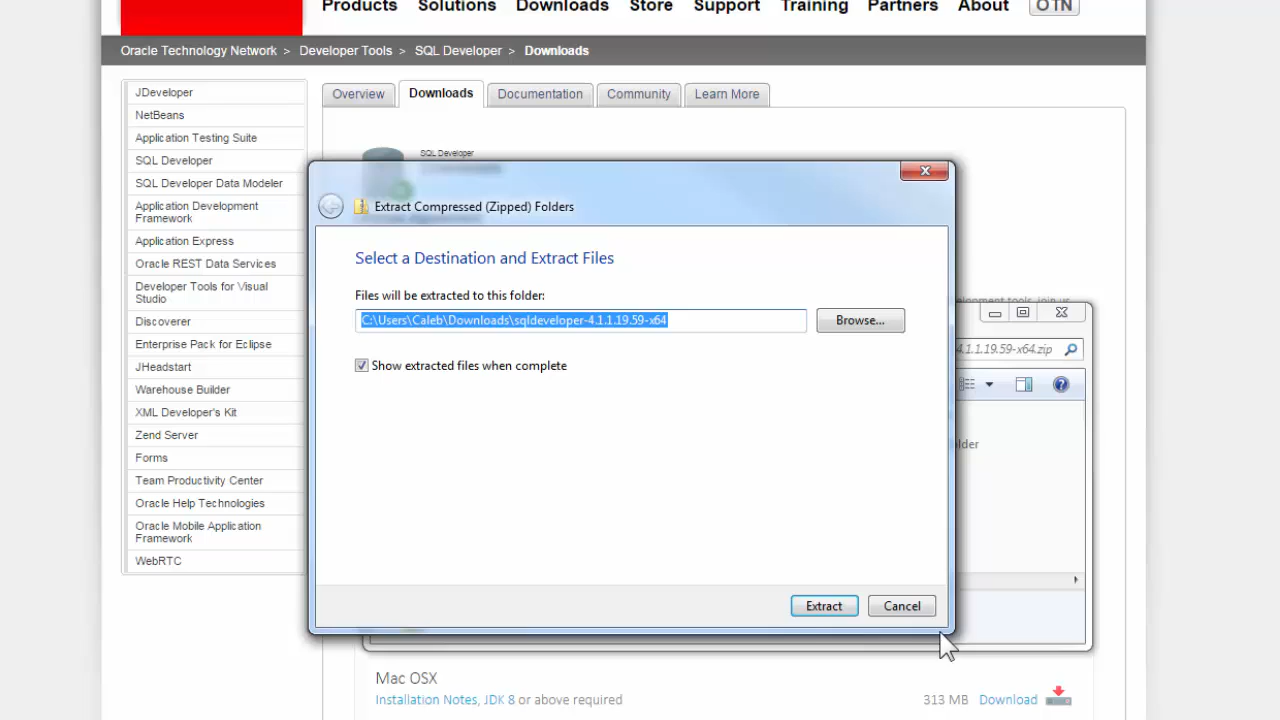 Products Solutions Downloads Store Support Training Partners About OTN
Oracle Technology Network > Developer Tools > SQL Developer > Downloads
JDeveloper
NetBeans
Application Testing Suite
SQL Developer
SQL Developer Data Modeler
Application Development
Framework
Application Express
Oracle REST Data Services
Developer Tools for Visual
Studio
Discoverer
Enterprise Pack for Eclipse
JHeadstart
Warehouse Builder
XML Developer's Kit
Zend Server
Forms
Team Productivity Center
Oracle Help Technologies
Oracle Mobile Application
Framework
WebRTC
Overview Downloads Documentation Community Learn More
SQL Developer
Extract Compressed (Zipped) Folders
Select a Destination and Extract Files
Files will be extracted to this folder:
C:\Users\Caleb\Downloads\sqldeveloper-4.1.1.19.59-x64
Browse...
Show extracted files when complete
Extract Cancel
4.1.1.19.59-x64.zip
Mac OSX
Installation Notes, JDK 8 or above required 313 MB Download